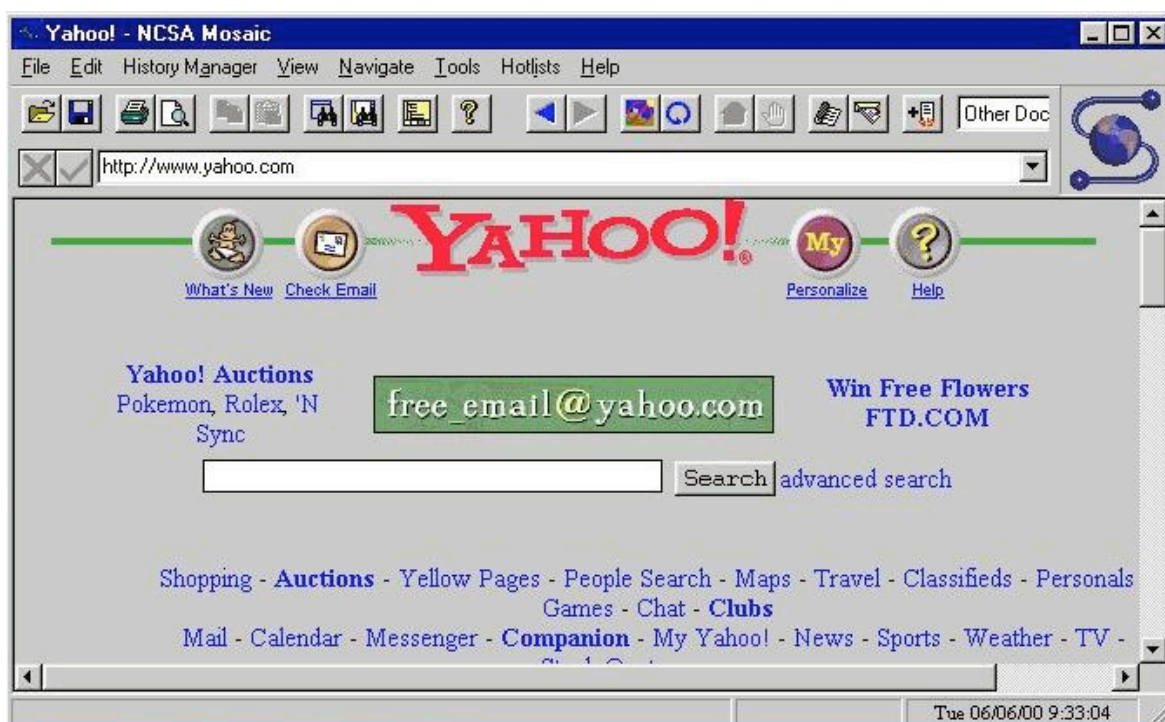 Yahoo! - NCSA Mosaic
File Edit History Manager View Navigate Tools Hotlists Help
Other Doc
http://www.yahoo.com
YAHOO!®
My
What's New Check Email Personalize Help
Yahoo! Auctions
Pokemon, Rolex, 'N
Sync
free_email@yahoo.com
Win Free Flowers
FTD.COM
Search advanced search
Shopping - Auctions - Yellow Pages - People Search - Maps - Travel - Classifieds - Personals
Games - Chat - Clubs
Mail - Calendar - Messenger - Companion - My Yahoo! - News - Sports - Weather - TV -
Tue 06/06/00 9:33:04